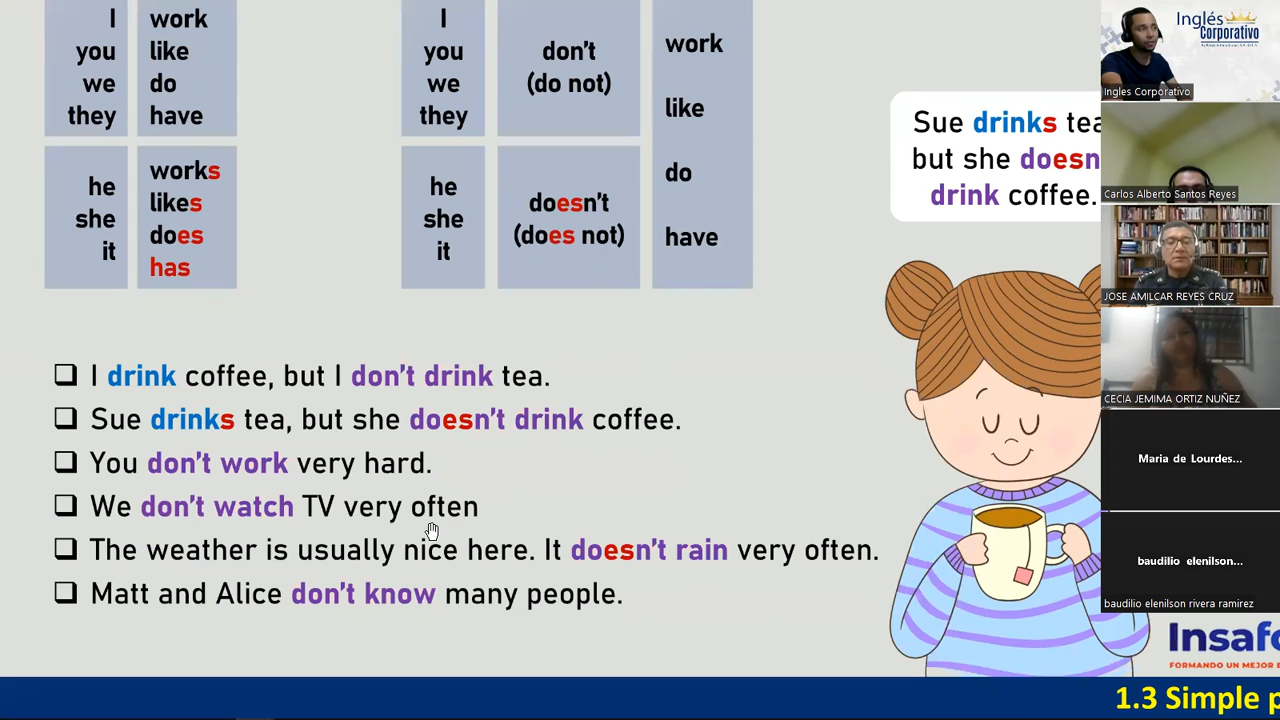 I
you
we
they
work
like
do
have
he
she
it
works
likes
does
has
I
you
we
they
don't
(do not)
he
she
it
doesn't
(does not)
work
like
do
have
Sue drinks tea
but she doesn
drink coffee.
❑ I drink coffee, but I don't drink tea.
❑ Sue drinks tea, but she doesn't drink coffee.
❑ You don't work very hard.
❑ We don't watch TV very often
❑ The weather is usually nice here. It doesn't rain very often.
❑ Matt and Alice don't know many people.
Inglés
Corporativo
Ingles Corporativo
Carlos Alberto Santos Reyes
JOSE AMILCAR REYES CRUZ
CECIA JEMIMA ORTIZ NUÑEZ
Maria de Lourdes...
baudilio elenilson...
baudilio elenilson rivera ramirez
Insafo
FORMANDO UN MEJOR
1.3 Simple p